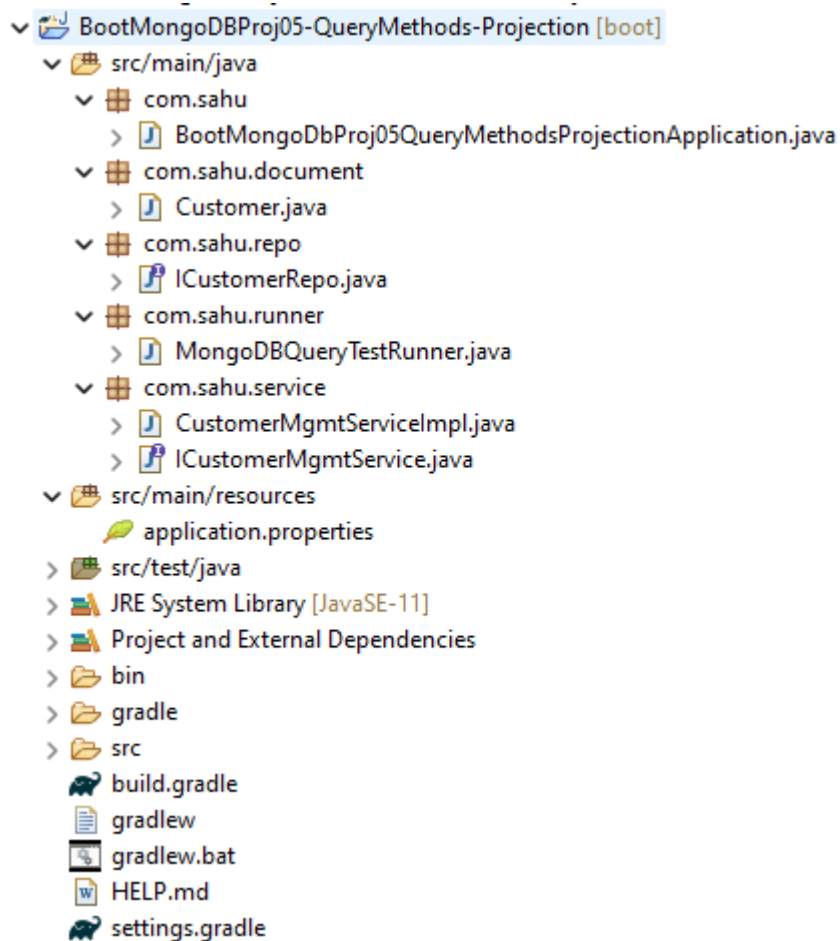 BootMongoDBProj05-QueryMethods-Projection [boot]
src/main/java
com.sahu
BootMongoDbProj05QueryMethodsProjectionApplication.java
com.sahu.document
Customer.java
com.sahu.repo
ICustomerRepo.java
com.sahu.runner
MongoDBQueryTestRunner.java
com.sahu.service
CustomerMgmtServiceImpl.java
ICustomerMgmtService.java
src/main/resources
application.properties
src/test/java
JRE System Library [JavaSE-11]
Project and External Dependencies
bin
gradle
src
build.gradle
gradlew
gradlew.bat
HELP.md
settings.gradle